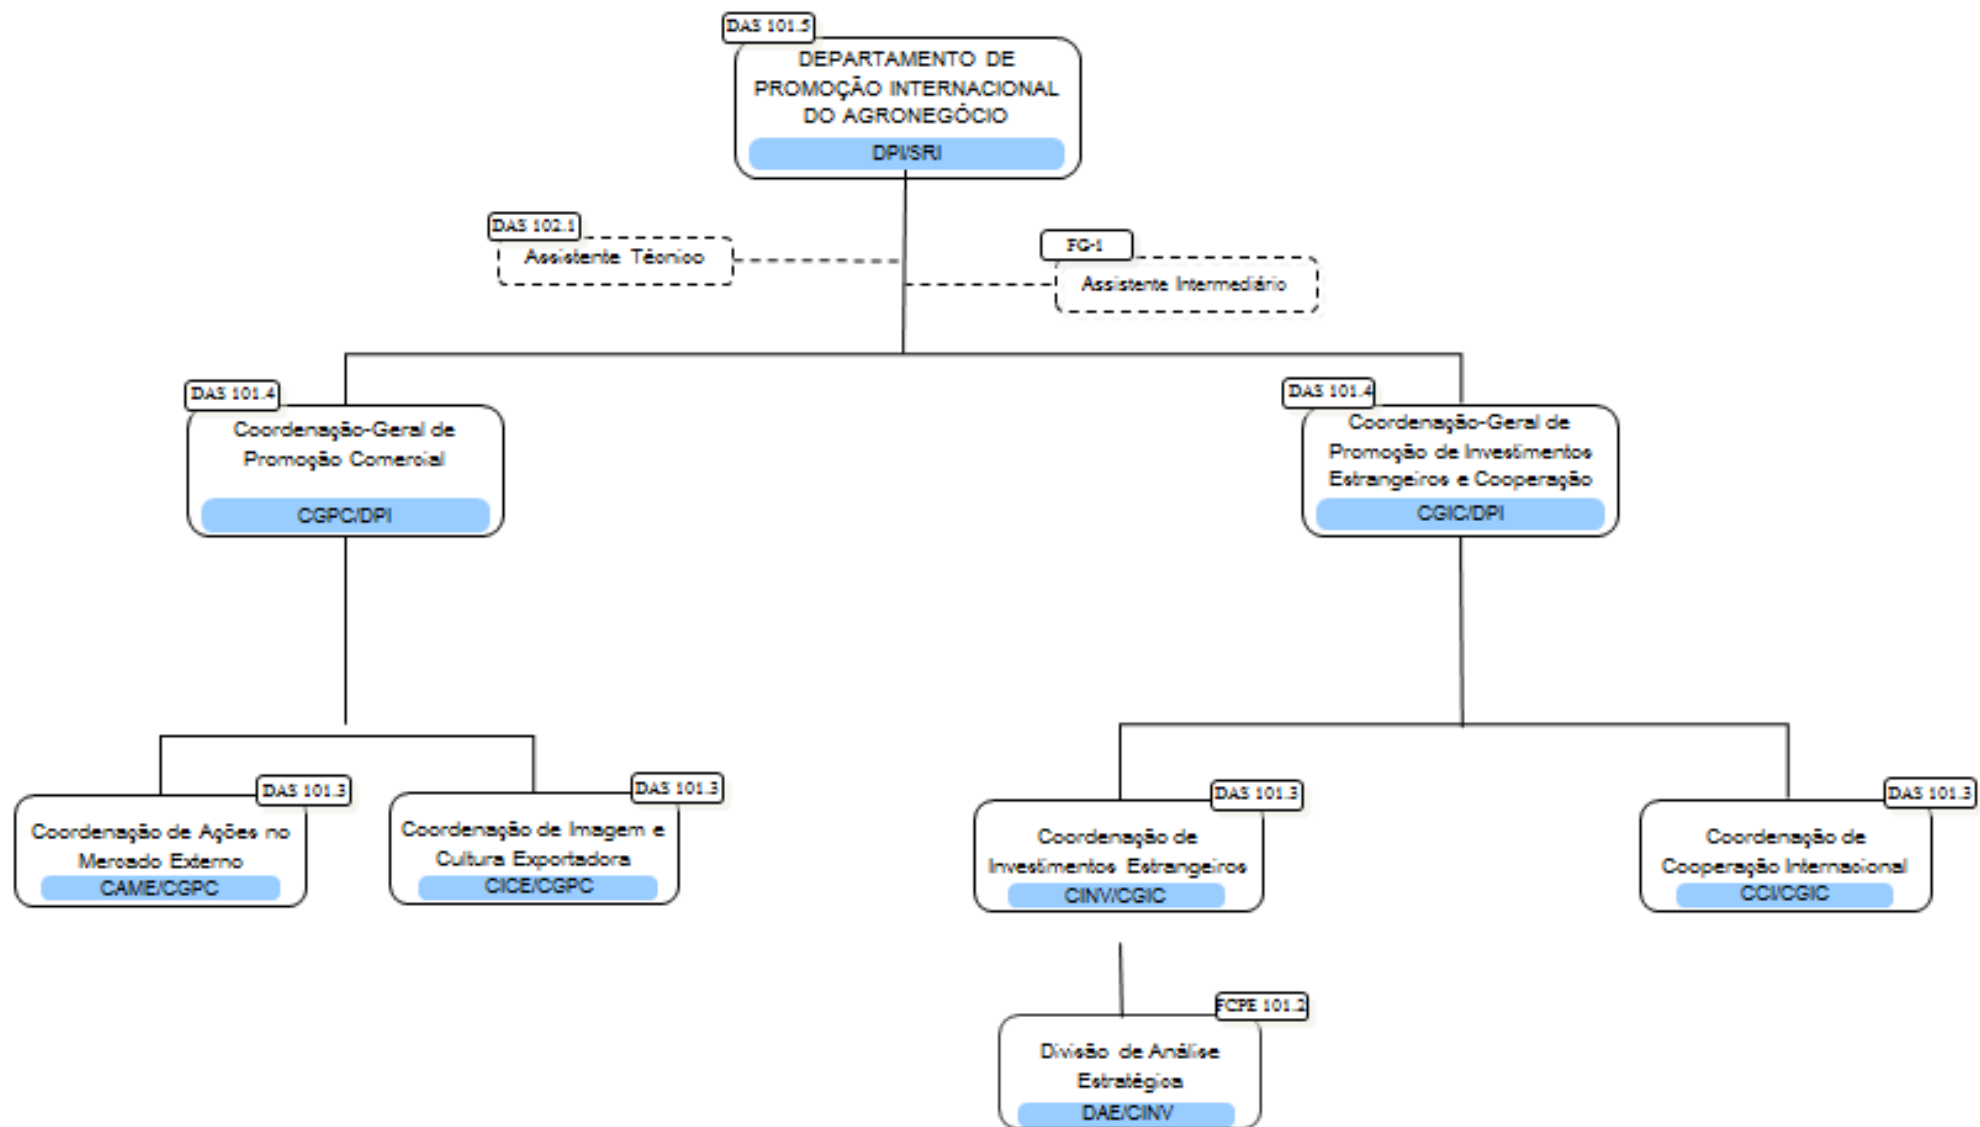 DAS 101.5
DEPARTAMENTO DE
PROMOÇÃO INTERNACIONAL
DO AGRONEGÓCIO
DPI/SRI
DAS 102.1
Assistente Técnico
FG-1
Assistente Intermediário
DAS 101.4
Coordenação-Geral de
Promoção Comercial
CGPC/DPI
DAS 101.4
Coordenação-Geral de
Promoção de Investimentos
Estrangeiros e Cooperação
CGIC/DPI
DAS 101.3
Coordenação de Ações no
Mercado Externo
CAME/CGPC
DAS 101.3
Coordenação de Imagem e
Cultura Exportadora
CICE/CGPC
DAS 101.3
Coordenação de
Investimentos Estrangeiros
CINV/CGIC
DAS 101.3
Coordenação de
Cooperação Internacional
CCI/CGIC
FCPE 101.2
Divisão de Análise
Estratégica
DAE/CINV